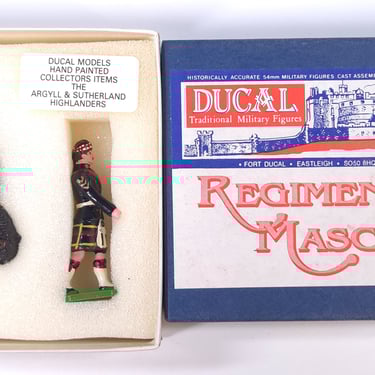 DUCAL MODELS
HAND PAINTED
COLLECTORS ITEMS
THE
ARGYLL & SUTHERLAND
HIGHLANDERS
HISTORICALLY ACCURATE 54mm MILITARY FIGURES CAST ASSEM
DUCAL
Traditional Military Figures
• FORT DUCAL • EASTLEIGH • SO50 8HQ
REGIMEN
MASC